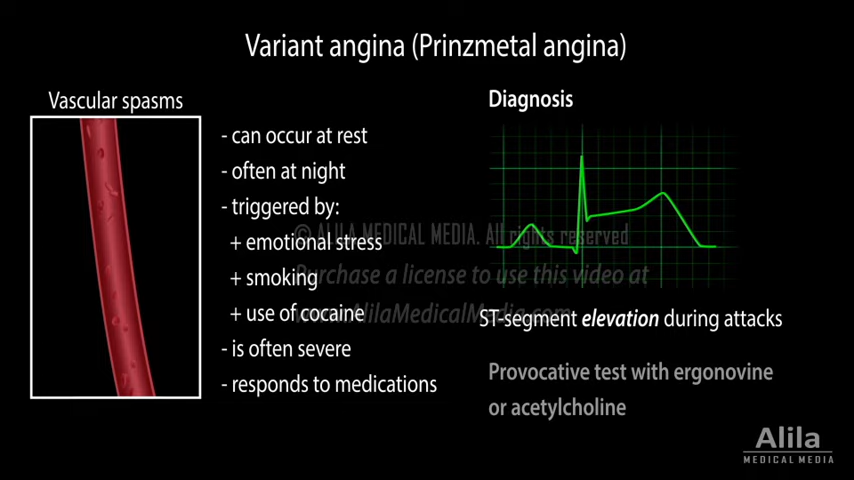 Variant angina (Prinzmetal angina)
Vascular spasms
- can occur at rest
- often at night
- triggered by:
+ emotional stress
+ smoking
+ use of cocaine
- is often severe
- responds to medications
Diagnosis
ST-segment elevation during attacks
Provocative test with ergonovine
or acetylcholine
© ALILA MEDICAL MEDIA. All rights reserved
Purchase a license to use this video at
www.AlilaMedicalMedia.com
Alila
MEDICAL MEDIA